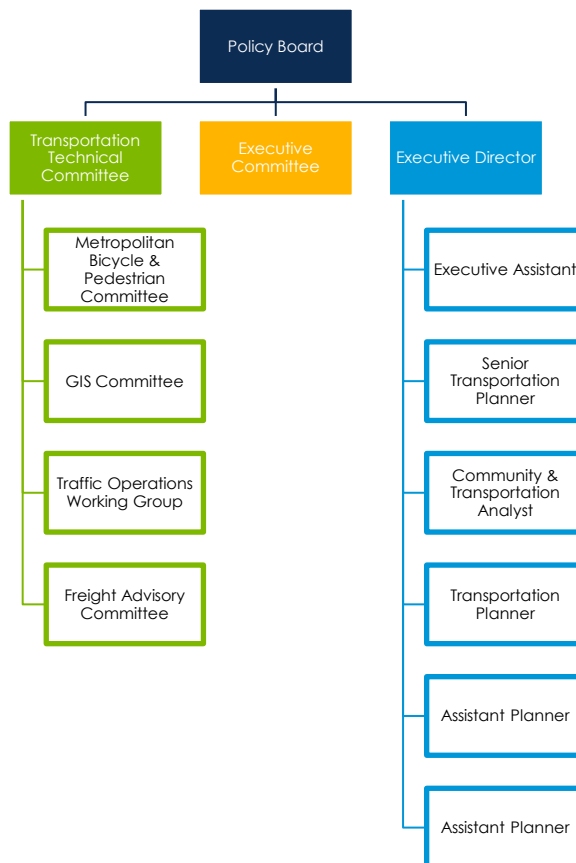 Policy Board
Transportation
Technical
Committee
Executive
Committee
Executive Director
Metropolitan
Bicycle &
Pedestrian
Committee
GIS Committee
Traffic Operations
Working Group
Freight Advisory
Committee
Executive Assistant
Senior
Transportation
Planner
Community &
Transportation
Analyst
Transportation
Planner
Assistant Planner
Assistant Planner